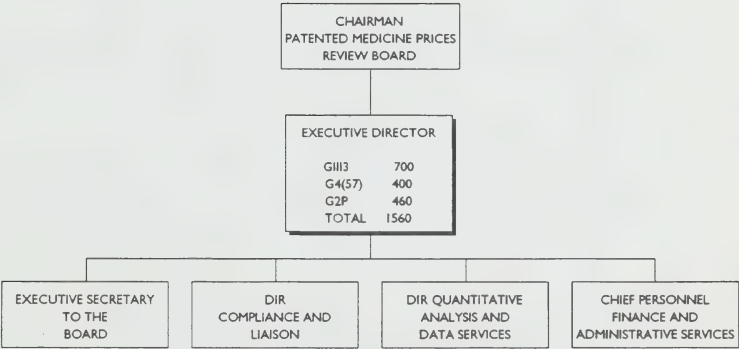 CHAIRMAN
PATENTED MEDICINE PRICES
REVIEW BOARD
EXECUTIVE DIRECTOR
GIII3 700
G4(57) 400
G2P 460
TOTAL 1560
EXECUTIVE SECRETARY
TO THE
BOARD
DIR
COMPLIANCE AND
LIAISON
DIR QUANTITATIVE
ANALYSIS AND
DATA SERVICES
CHIEF PERSONNEL
FINANCE AND
ADMINISTRATIVE SERVICES